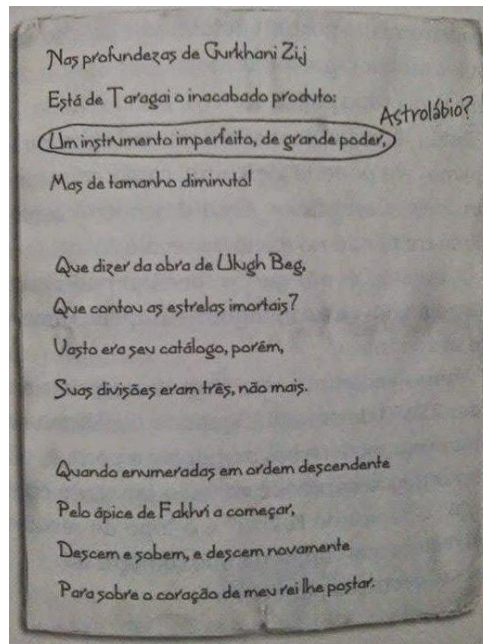 Nas profundezas de Gurkhani Zij
Está de Taragai o inacabado produto:
Astrolábio?
Um instrumento imperfeito, de grande poder,
Mas de tamanho diminuto!
Que dizer da obra de Ulugh Beg,
Que contou as estrelas imortais?
Vasto era seu catálogo, porém,
Suas divisões eram três, não mais.
Quando enumeradas em ordem descendente
Pelo ápice de Fakhri a começar,
Descem e sobem, e descem novamente
Para sobre o coração de meu rei lhe postar.